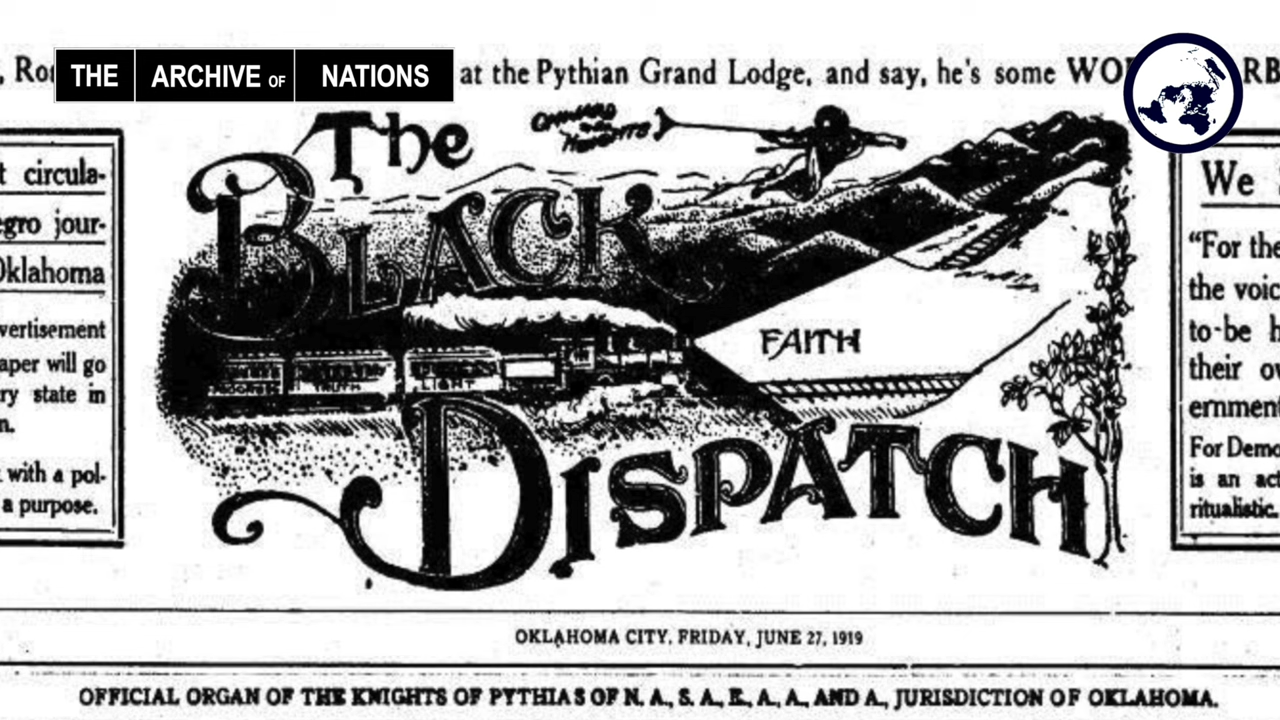 THE ARCHIVE OF NATIONS
at the Pythian Grand Lodge, and say, he's some
t circula-
egro jour-
Oklahoma
vertisement
aper will go
ry state in
n.
with a pol-
a purpose.
The
BLACK
DISPATCH
FAITH
TRUTH
LIGHT
We
"For the
the voic
to-be h
their ov
ernmen
For Demo
is an act
ritualistic.
OKLAHOMA CITY, FRIDAY, JUNE 27, 1919
OFFICIAL ORGAN OF THE KNIGHTS OF PYTHIAS OF N. A., S. A., E., A., A., AND A., JURISDICTION OF OKLAHOMA.